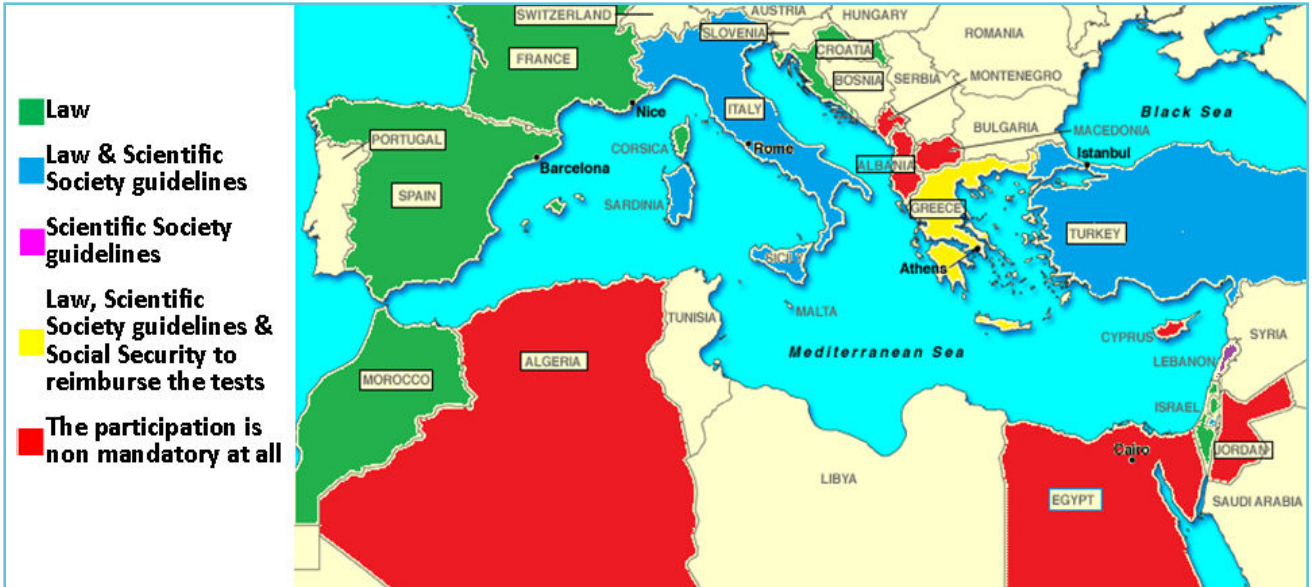 Law
Law & Scientific
Society guidelines
Scientific Society
guidelines
Law, Scientific
Society guidelines &
Social Security to
reimburse the tests
The participation is
non mandatory at all
SWITZERLAND
AUSTRIA
HUNGARY
SLOVENIA
ROMANIA
CROATIA
FRANCE
BOSNIA
SERBIA
MONTENEGRO
Nice
ITALY
Black Sea
BULGARIA
MACEDONIA
PORTUGAL
CORSICA
Rome
Istanbul
Barcelona
ALBANIA
SPAIN
SARDINIA
GREECE
TURKEY
SICILY
Athens
MALTA
TUNISIA
CYPRUS
SYRIA
Mediterranean Sea
ALGERIA
LEBANON
MOROCCO
ISRAEL
Cairo
JORDAN
LIBYA
EGYPT
SAUDI ARABIA